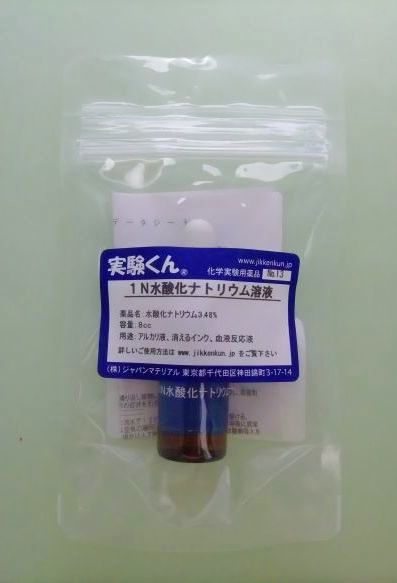 データシー
実験くん®
www.jikkenkun.jp
化学実験用薬品 No.13
1N水酸化ナトリウム溶液
薬品名:水酸化ナトリウム3.48%
容量:8cc
用途:アルカリ液、消えるインク、血液反応液
詳しいご使用方法は www.jikkenkun.jp をご覧下さい
(株)ジャパンマテリアル 東京都千代田区神田錦町3-17-14
N水酸化ナトリウ